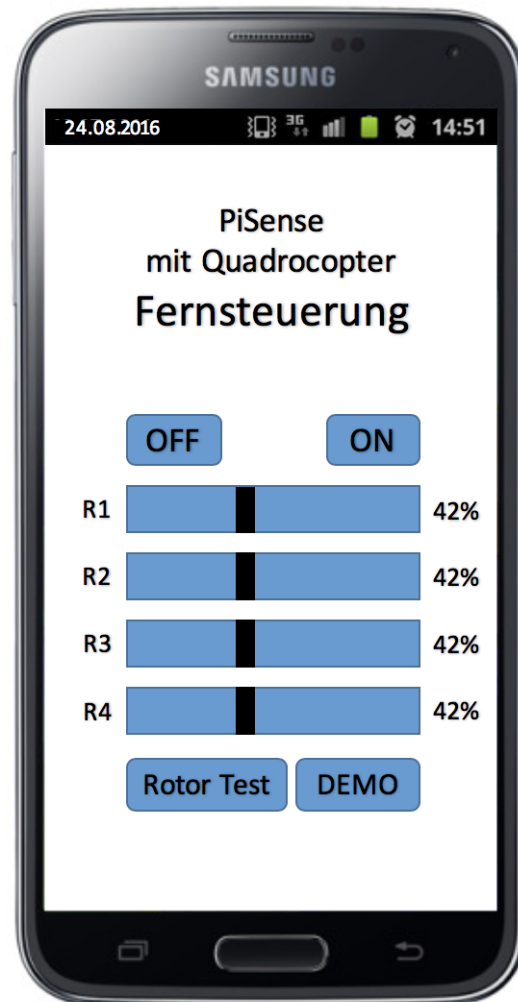 SAMSUNG
24.08.2016 3G 14:51
PiSense
mit Quadrocopter
Fernsteuerung
OFF ON
R1 42%
R2 42%
R3 42%
R4 42%
Rotor Test DEMO